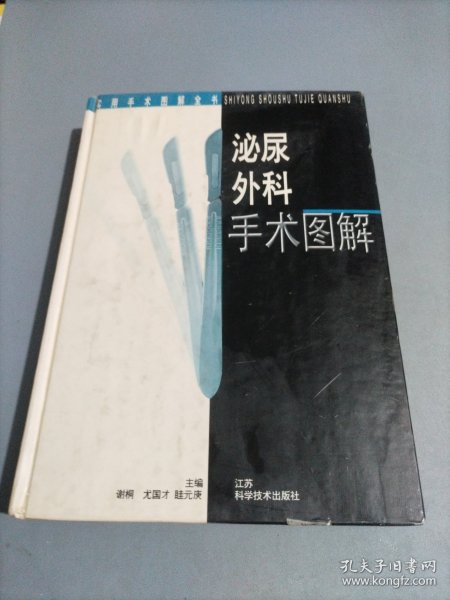 实用手术图解全书 SHIYONG SHOUSHU TUJIE QUANSHU
泌尿
外科
手术图解
主编
谢桐 尤国才 眭元庚
江苏
科学技术出版社
孔夫子旧书网
www.kongfz.com